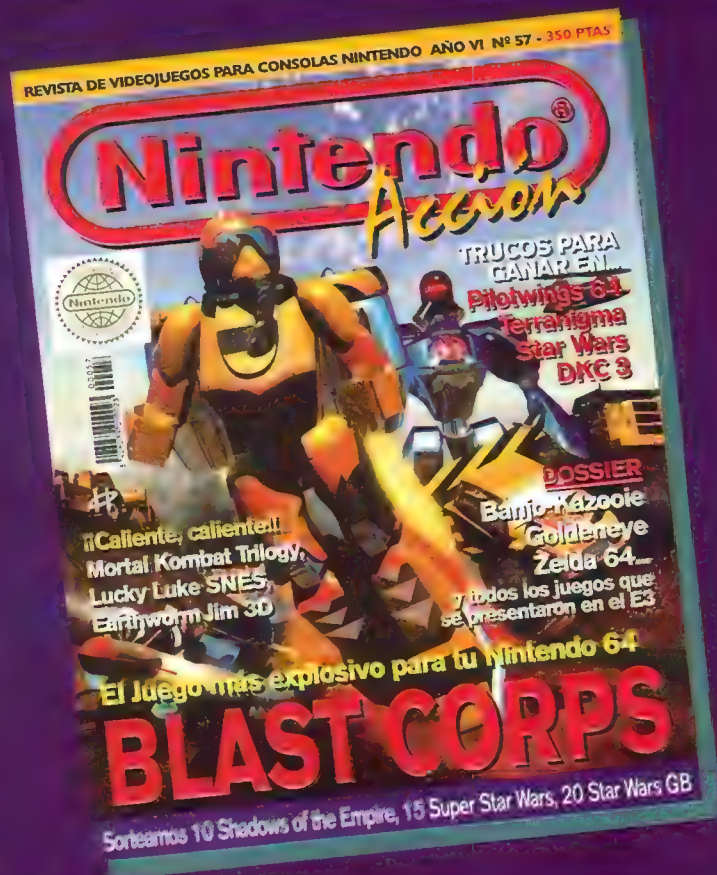 REVISTA DE VIDEOJUEGOS PARA CONSOLAS NINTENDO AÑO VI Nº 57 - 350 PTAS
Nintendo®
Acción
Nintendo
TRUCOS PARA
GANAR EN...
Pilotwings 64
Terranigma
Star Wars
DKC 3
00057
DOSSIER
Banjo-Kazooie
Goldeneye
Zelda 64...
y todos los juegos que
se presentaron en el E3
¡¡Caliente, caliente!!
Mortal Kombat Trilogy,
Lucky Luke SNES,
Earthworm Jim 3D
El Juego más explosivo para tu Nintendo 64
BLAST CORPS
Sorteamos 10 Shadows of the Empire, 15 Super Star Wars, 20 Star Wars GB